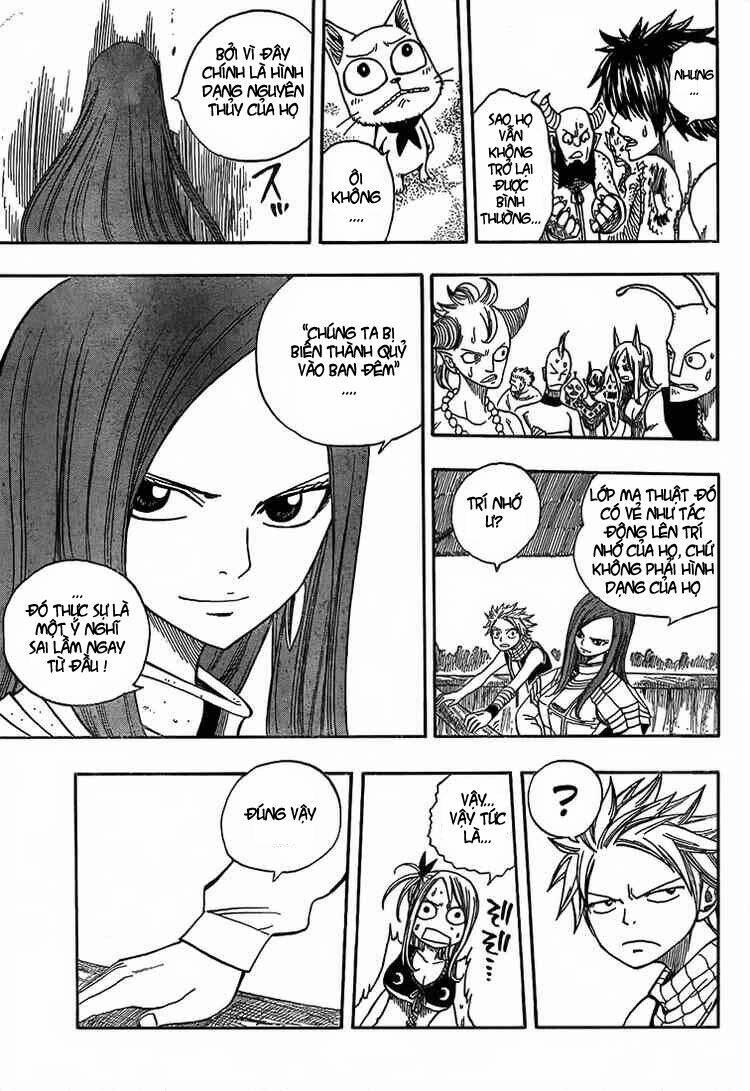 NHƯNG
...
SAO HỌ
VẪN
KHÔNG
TRỞ LẠI
ĐƯỢC
BÌNH
THƯỜNG...
ÔI
KHÔNG
....
BỞI VÌ ĐÂY
CHÍNH LÀ HÌNH
DẠNG NGUYÊN
THỦY CỦA HỌ
ズッ
LỚP MA THUẬT ĐÓ
CÓ VẺ NHƯ TÁC
ĐỘNG LÊN TRÍ
NHỚ CỦA HỌ, CHỨ
KHÔNG PHẢI HÌNH
DẠNG CỦA HỌ
TRÍ NHỚ
Ư?
"CHÚNG TA BỊ
BIẾN THÀNH QUỶ
VÀO BAN ĐÊM"
....
...
ĐÓ THỰC SỰ LÀ
MỘT Ý NGHĨ
SAI LẦM NGAY
TỪ ĐẦU !
?
VẬY...
VẬY TỨC
LÀ...
ĐÚNG VẬY